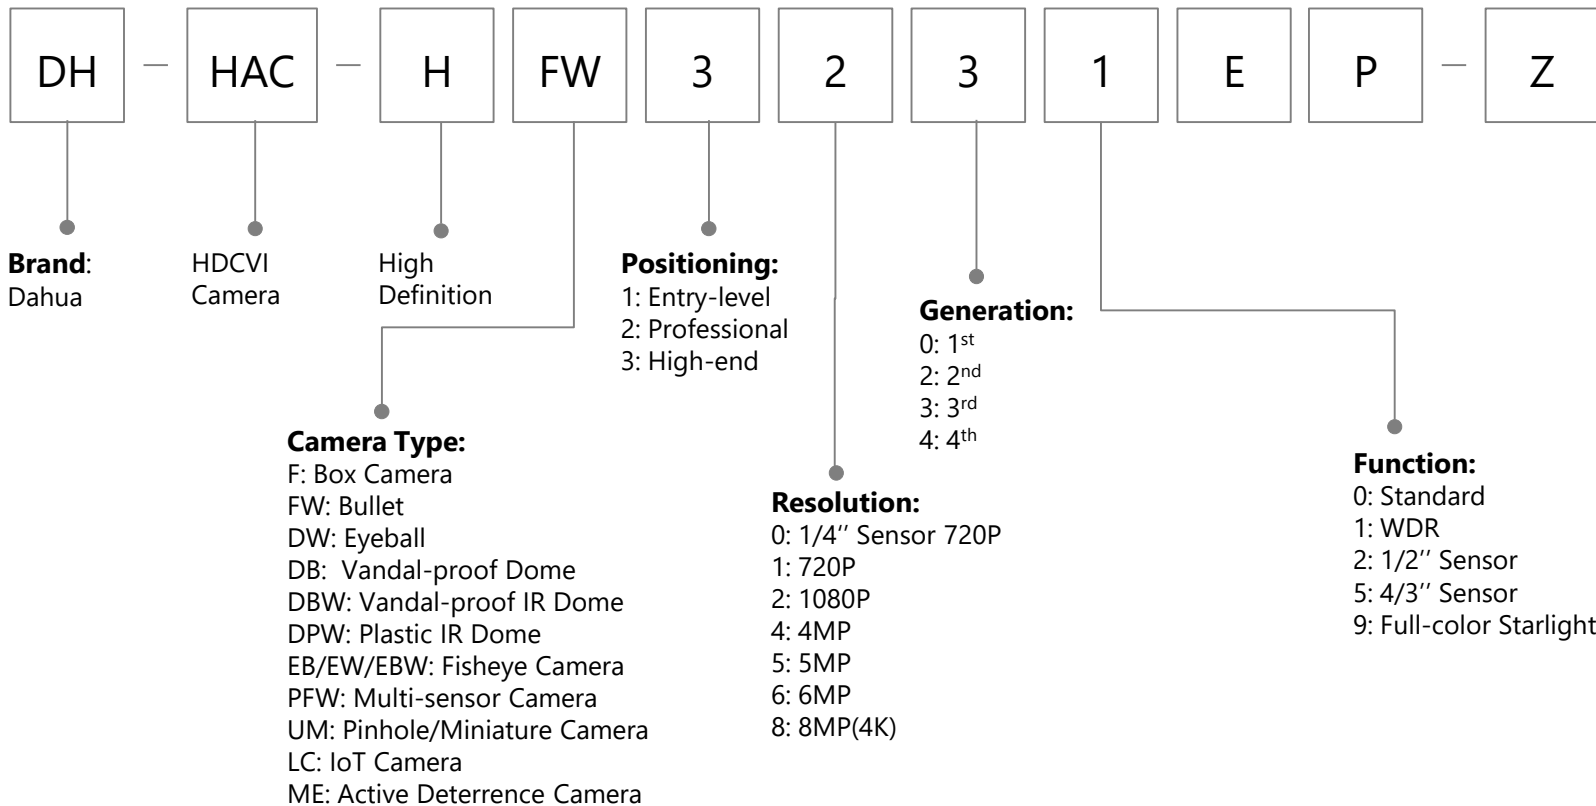 DH — HAC — H FW 3 2 3 1 E P — Z
Brand:
Dahua
HDCVI
Camera
High
Definition
Positioning:
1: Entry-level
2: Professional
3: High-end
Generation:
0: 1st
2: 2nd
3: 3rd
4: 4th
Camera Type:
F: Box Camera
FW: Bullet
DW: Eyeball
DB:  Vandal-proof Dome
DBW: Vandal-proof IR Dome
DPW: Plastic IR Dome
EB/EW/EBW: Fisheye Camera
PFW: Multi-sensor Camera
UM: Pinhole/Miniature Camera
LC: IoT Camera
ME: Active Deterrence Camera
Resolution:
0: 1/4’’ Sensor 720P
1: 720P
2: 1080P
4: 4MP
5: 5MP
6: 6MP
8: 8MP(4K)
Function:
0: Standard
1: WDR
2: 1/2’’ Sensor
5: 4/3’’ Sensor
9: Full-color Starlight